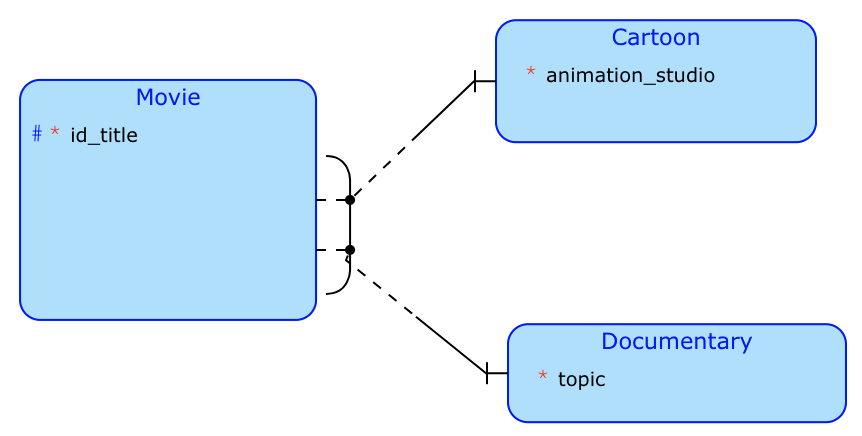 Movie
# * id_title
Cartoon
* animation_studio
Documentary
* topic